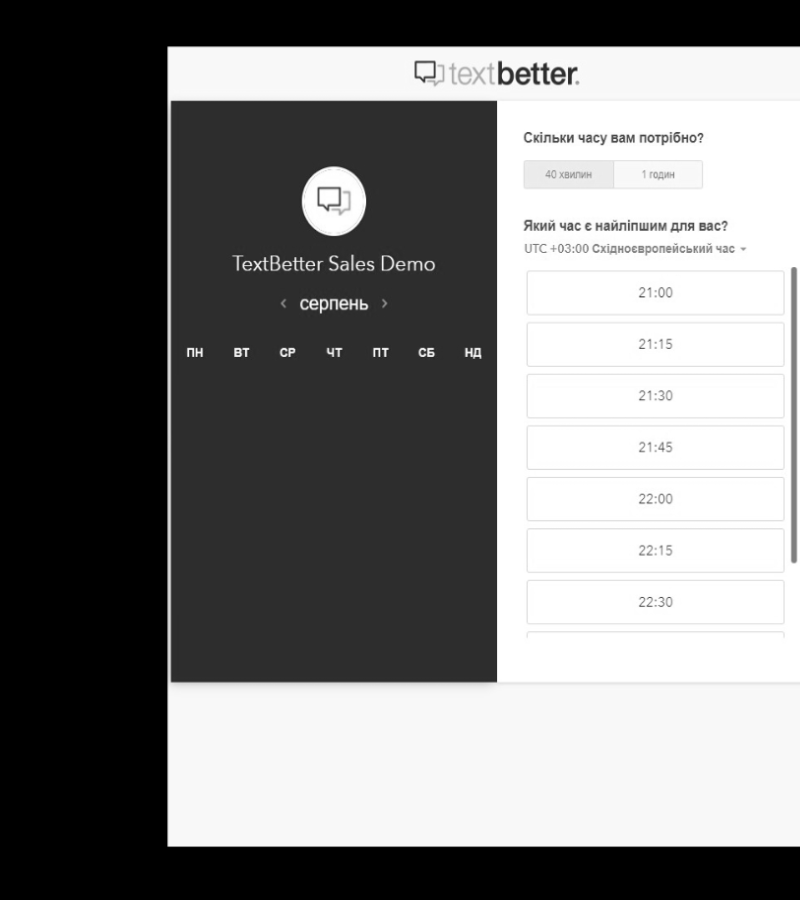 textbetter.
TextBetter Sales Demo
‹ серпень ›
ПН ВТ СР ЧТ ПТ СБ НД
Скільки часу вам потрібно?
40 хвилин 1 годин
Який час є найліпшим для вас?
UTC +03:00 Східноєвропейський час
21:00
21:15
21:30
21:45
22:00
22:15
22:30